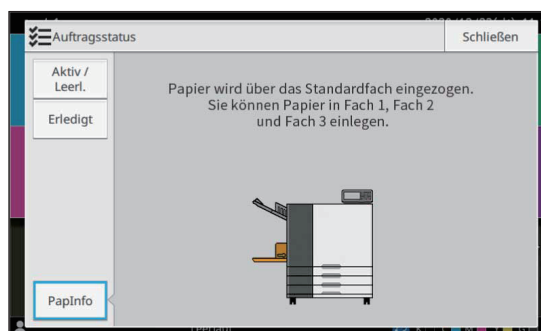 Auftragsstatus
Schließen
Aktiv /
Leerl.
Erledigt
PapInfo
Papier wird über das Standardfach eingezogen.
Sie können Papier in Fach 1, Fach 2
und Fach 3 einlegen.